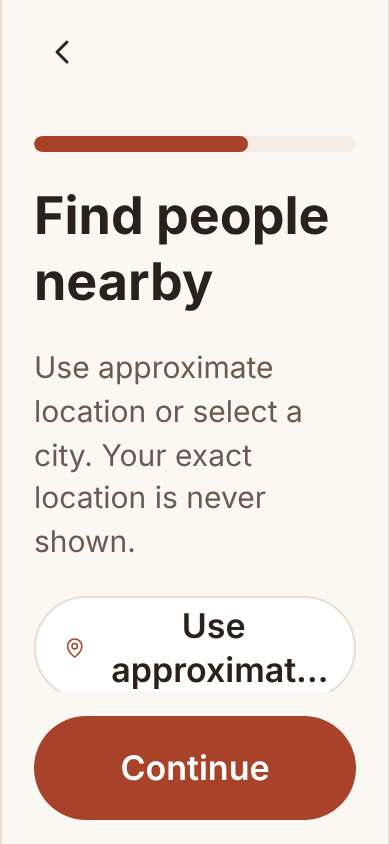 Find people
nearby
Use approximate
location or select a
city. Your exact
location is never
shown.
Use
approximat...
Continue